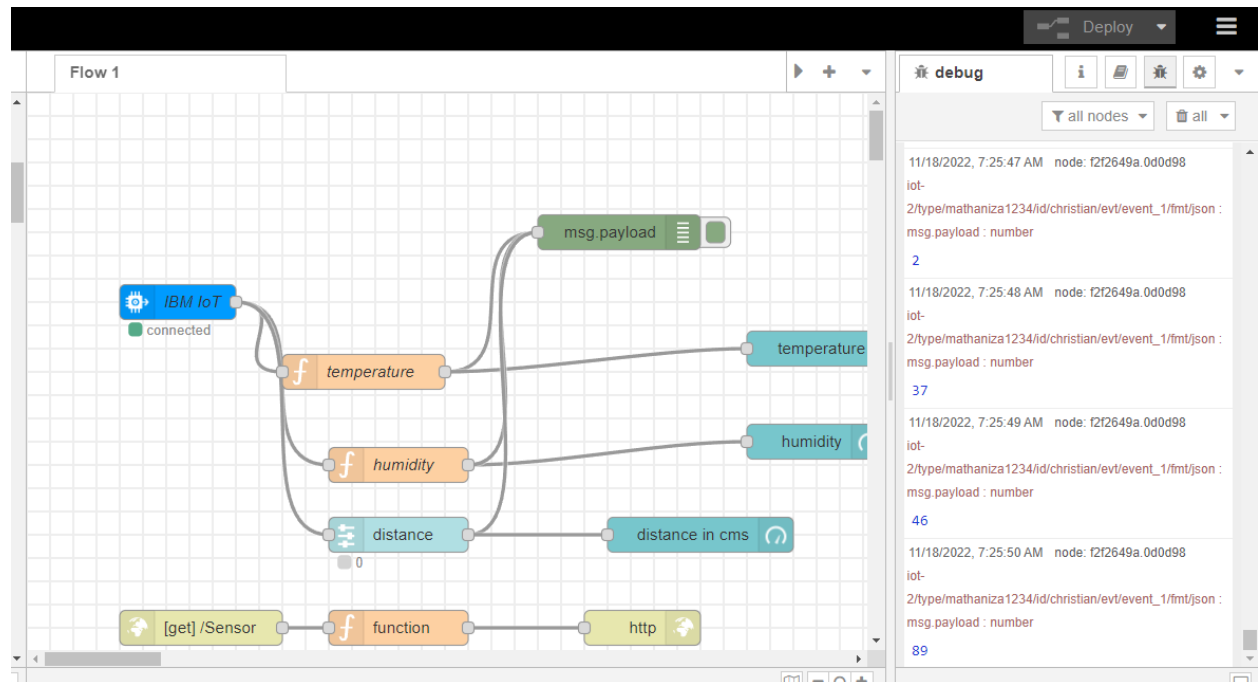 Deploy
Flow 1
debug
i
all nodes
all
msg.payload
IBM IoT
connected
f temperature
temperature
f humidity
humidity
distance
0
distance in cms
[get] /Sensor
f function
http
11/18/2022, 7:25:47 AM node: f2f2649a.0d0d98
iot-
2/type/mathaniza1234/id/christian/evt/event_1/fmt/json :
msg.payload : number
2
11/18/2022, 7:25:48 AM node: f2f2649a.0d0d98
iot-
2/type/mathaniza1234/id/christian/evt/event_1/fmt/json :
msg.payload : number
37
11/18/2022, 7:25:49 AM node: f2f2649a.0d0d98
iot-
2/type/mathaniza1234/id/christian/evt/event_1/fmt/json :
msg.payload : number
46
11/18/2022, 7:25:50 AM node: f2f2649a.0d0d98
iot-
2/type/mathaniza1234/id/christian/evt/event_1/fmt/json :
msg.payload : number
89